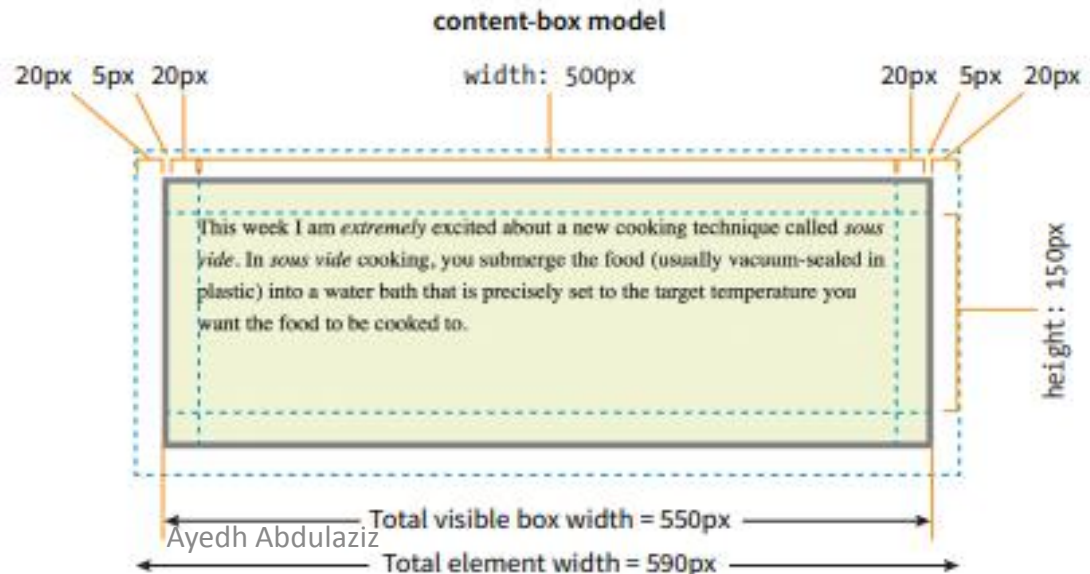 content-box model
20px 5px 20px width: 500px 20px 5px 20px
This week I am extremely excited about a new cooking technique called sous
vide. In sous vide cooking, you submerge the food (usually vacuum-sealed in
plastic) into a water bath that is precisely set to the target temperature you
want the food to be cooked to.
height: 150px
Total visible box width = 550px
Ayedh Abdulaziz
Total element width = 590px